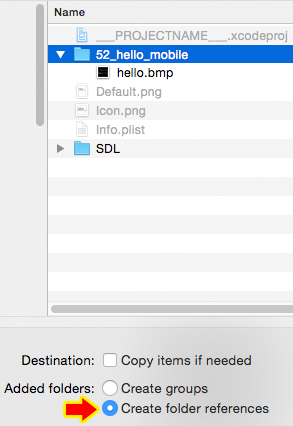 Name
___PROJECTNAME___.xcodeproj
52_hello_mobile
hello.bmp
Default.png
Icon.png
Info.plist
SDL
Destination: Copy items if needed
Added folders: Create groups
Create folder references